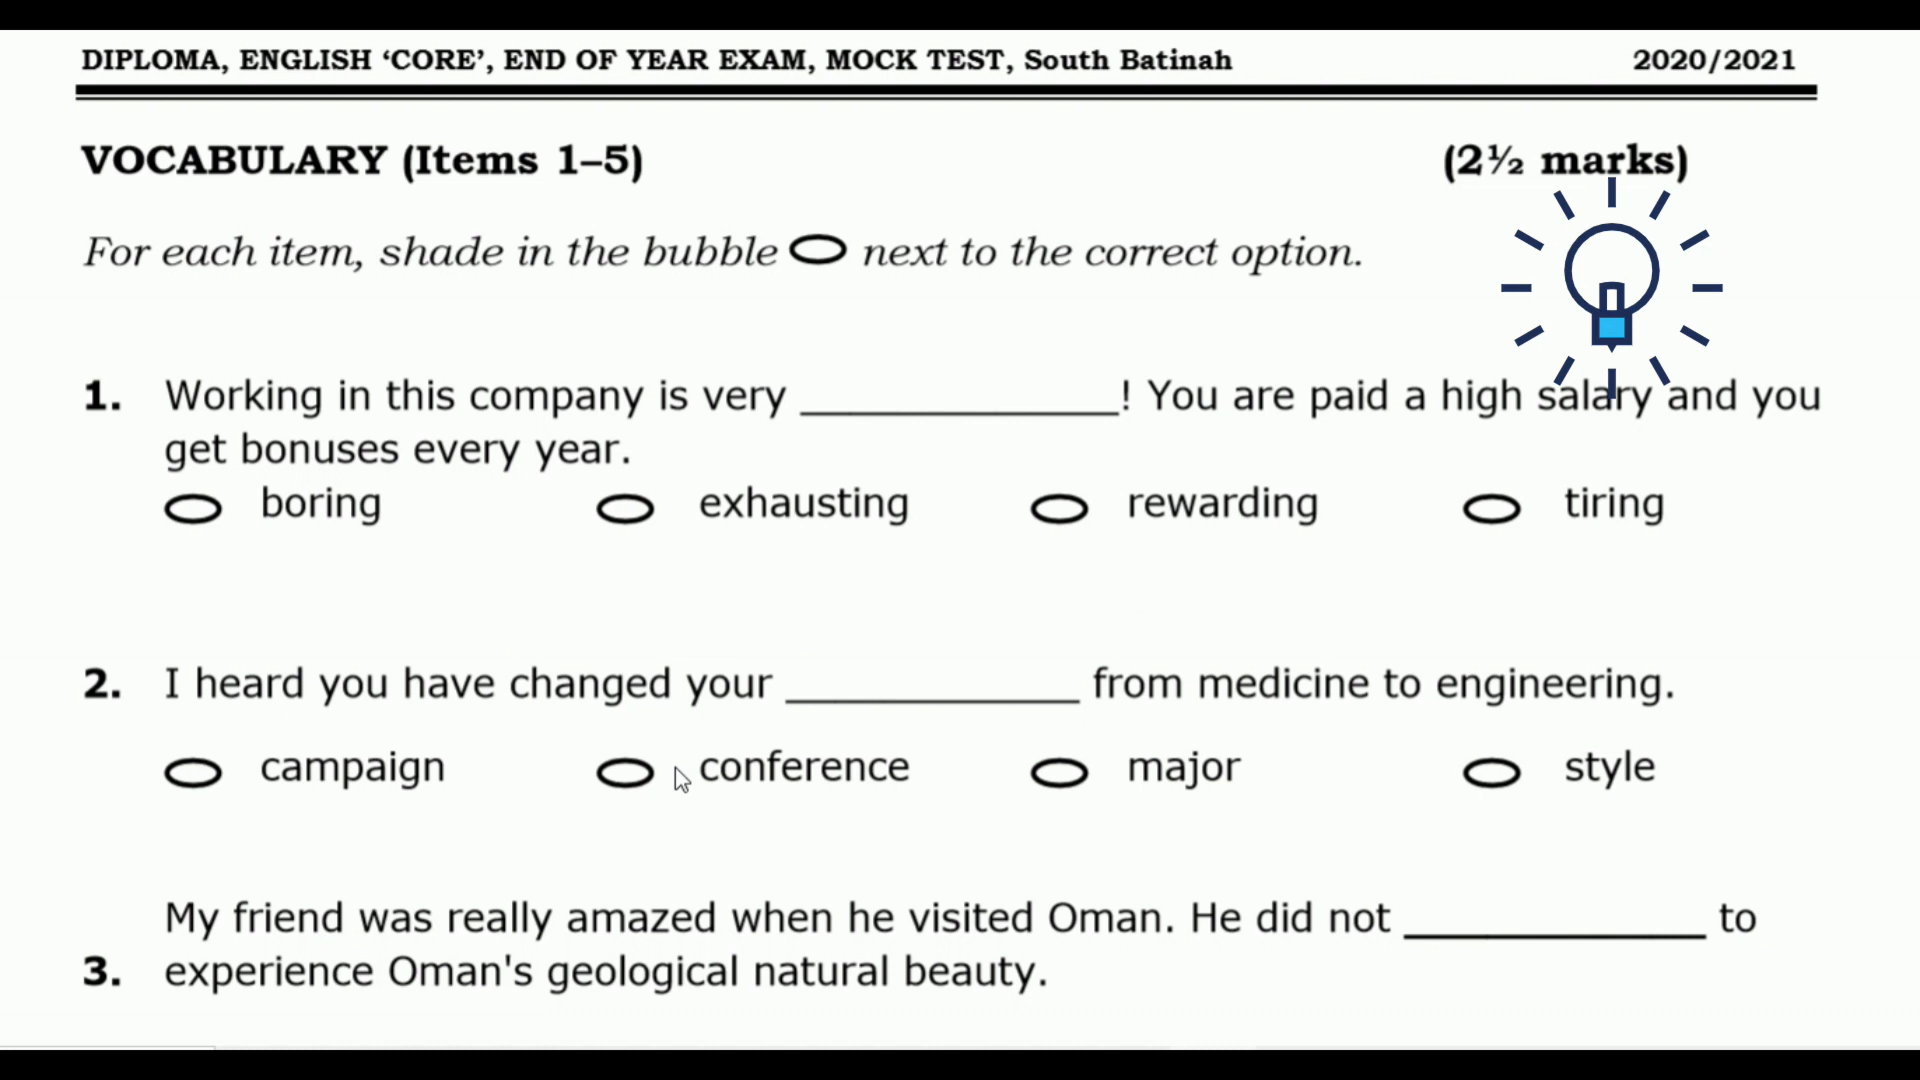 DIPLOMA, ENGLISH ‘CORE’, END OF YEAR EXAM, MOCK TEST, South Batinah 2020/2021
VOCABULARY (Items 1–5) (2½ marks)
For each item, shade in the bubble next to the correct option.
1. Working in this company is very _______________! You are paid a high salary and you
get bonuses every year.
boring exhausting rewarding tiring
2. I heard you have changed your ______________ from medicine to engineering.
campaign conference major style
My friend was really amazed when he visited Oman. He did not ______________ to
3. experience Oman's geological natural beauty.